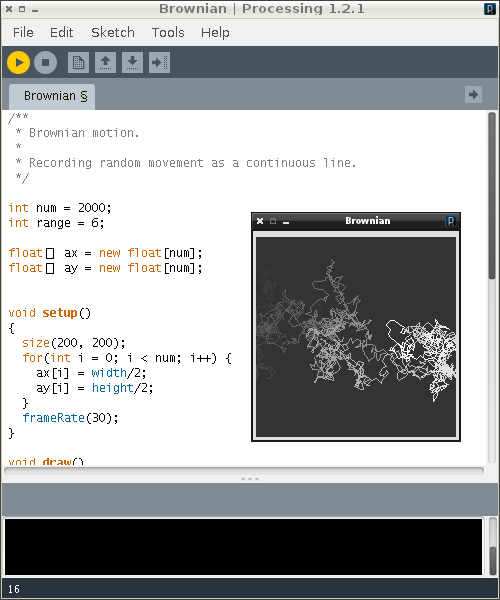 Brownian | Processing 1.2.1
File Edit Sketch Tools Help
Brownian §
/**
 * Brownian motion.
 *
 * Recording random movement as a continuous line.
 */
int num = 2000;
int range = 6;
float[] ax = new float[num];
float[] ay = new float[num];
void setup()
{
  size(200, 200);
  for(int i = 0; i < num; i++) {
    ax[i] = width/2;
    ay[i] = height/2;
  }
  frameRate(30);
}
void draw()
Brownian
16